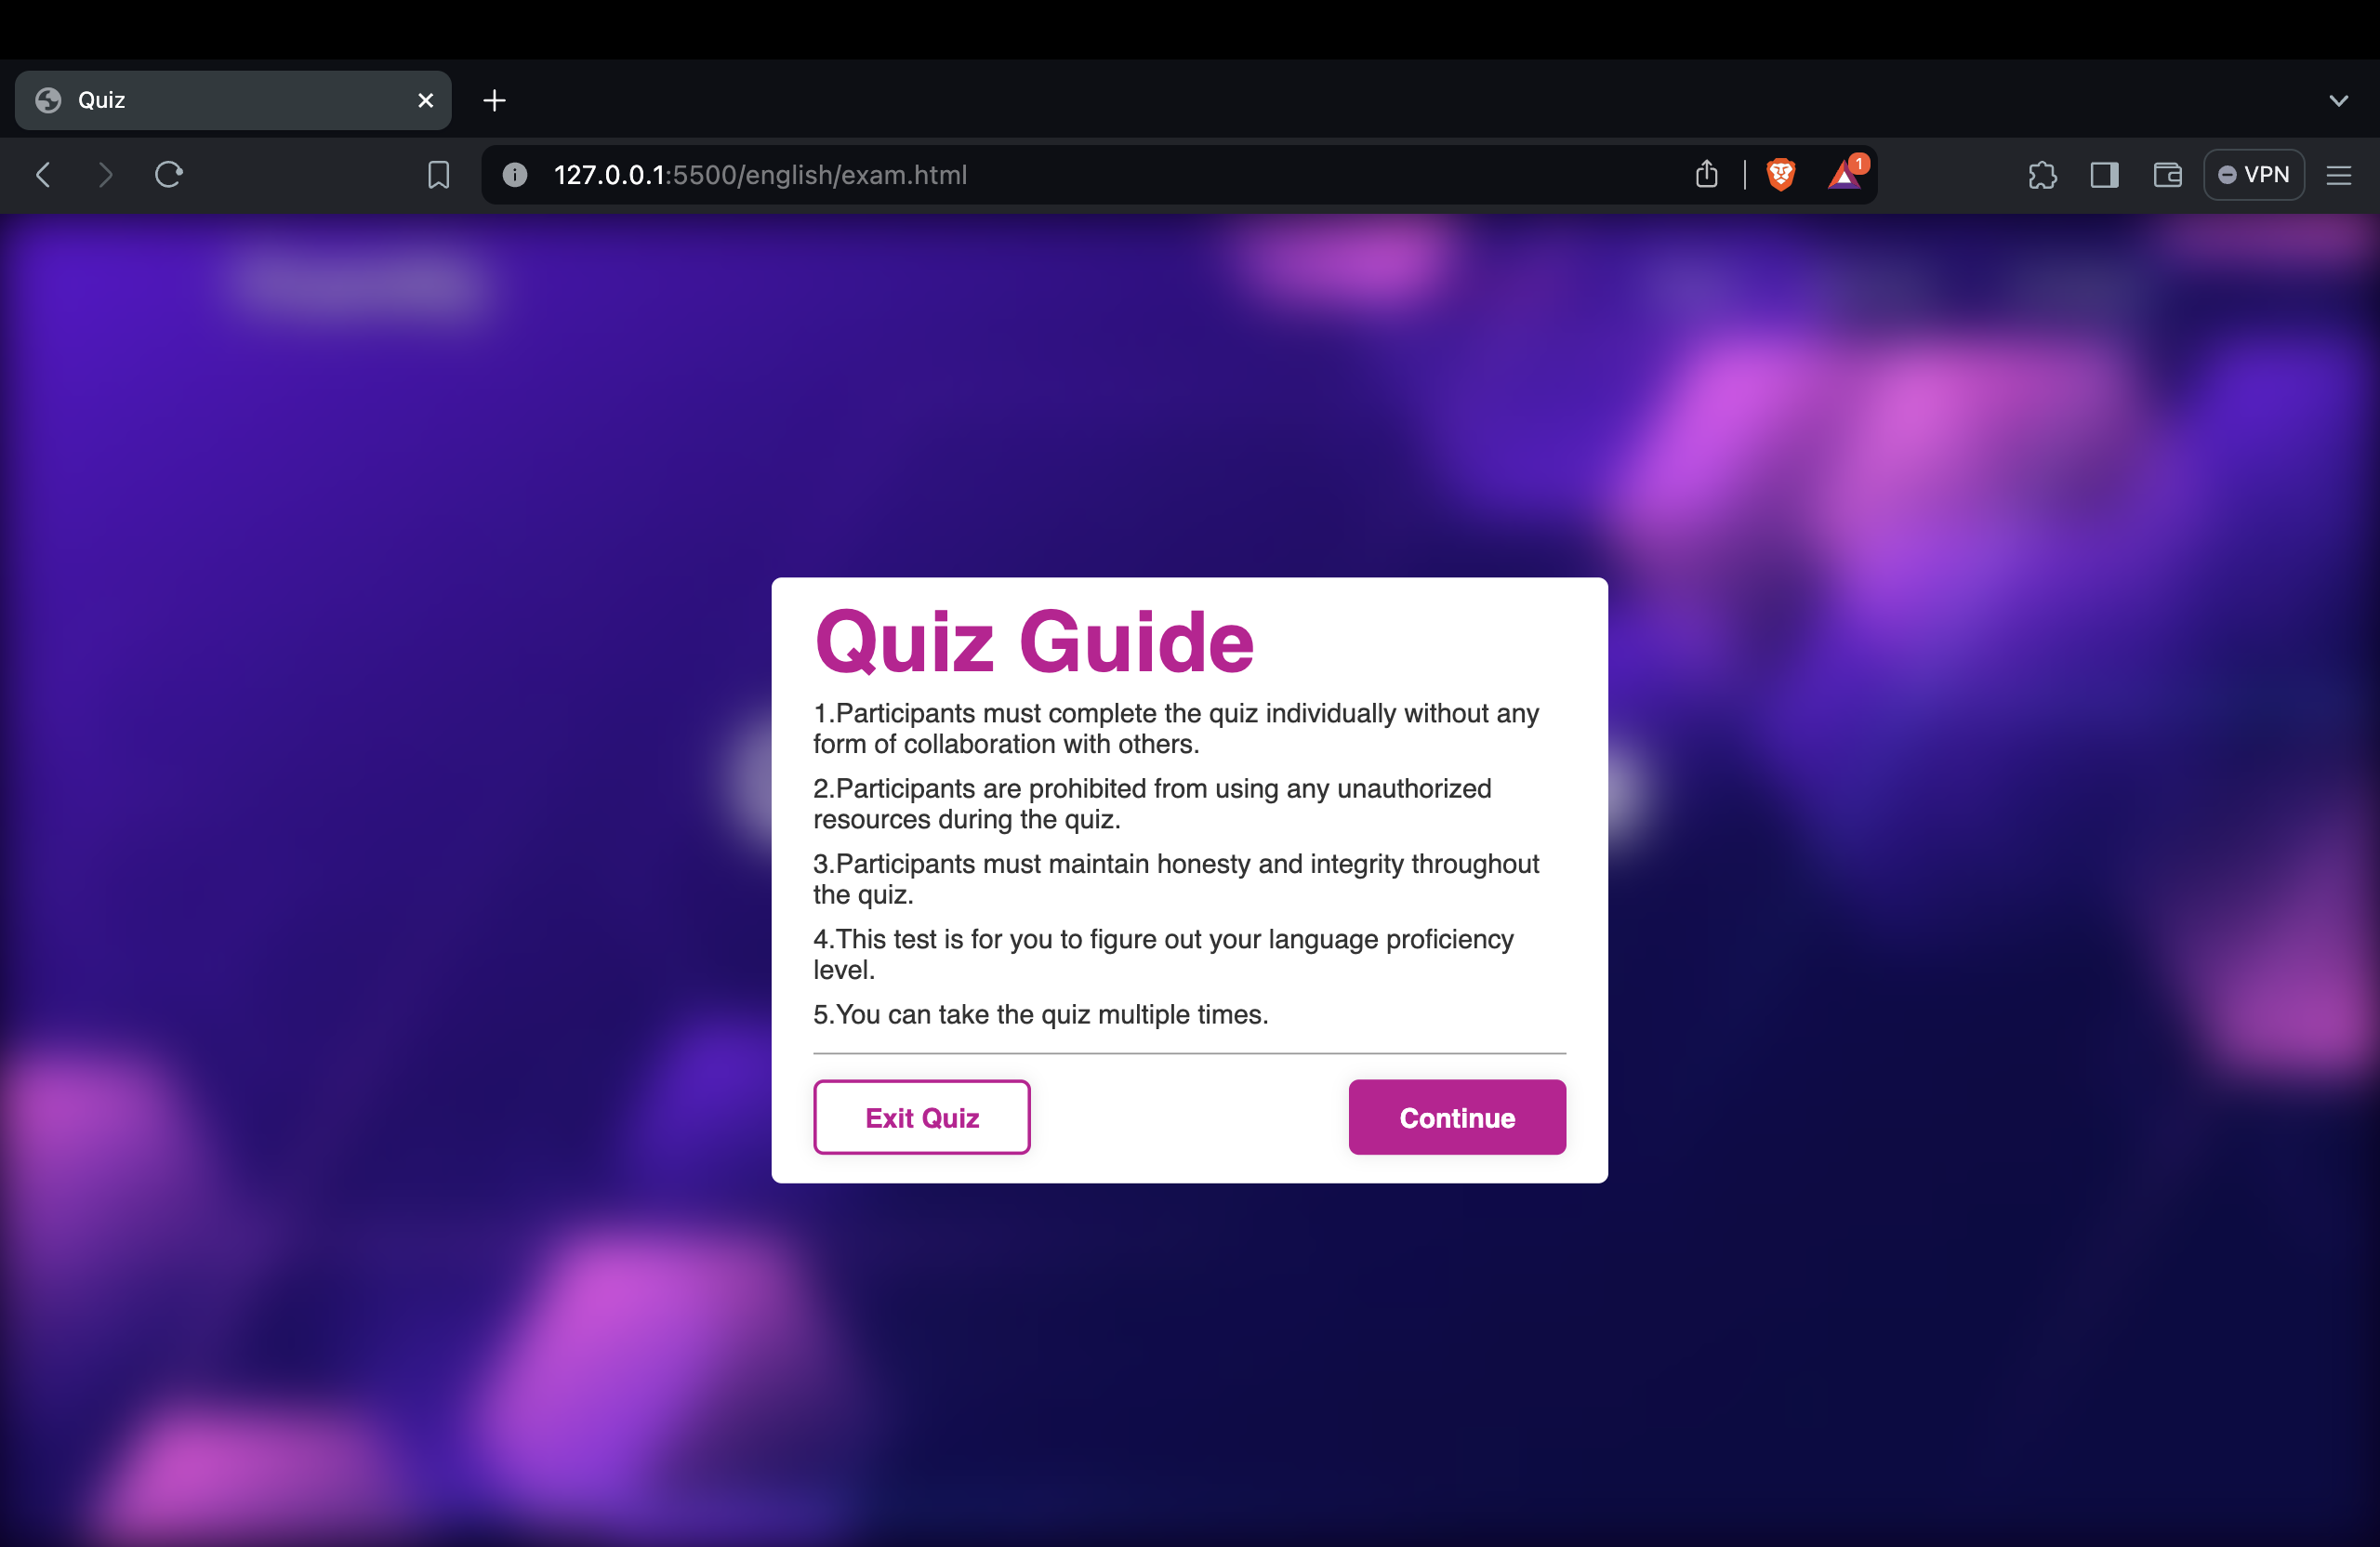 Quiz
127.0.0.1:5500/english/exam.html
1
VPN
Quiz Guide
1.Participants must complete the quiz individually without any
form of collaboration with others.
2.Participants are prohibited from using any unauthorized
resources during the quiz.
3.Participants must maintain honesty and integrity throughout
the quiz.
4.This test is for you to figure out your language proficiency
level.
5.You can take the quiz multiple times.
Exit Quiz
Continue